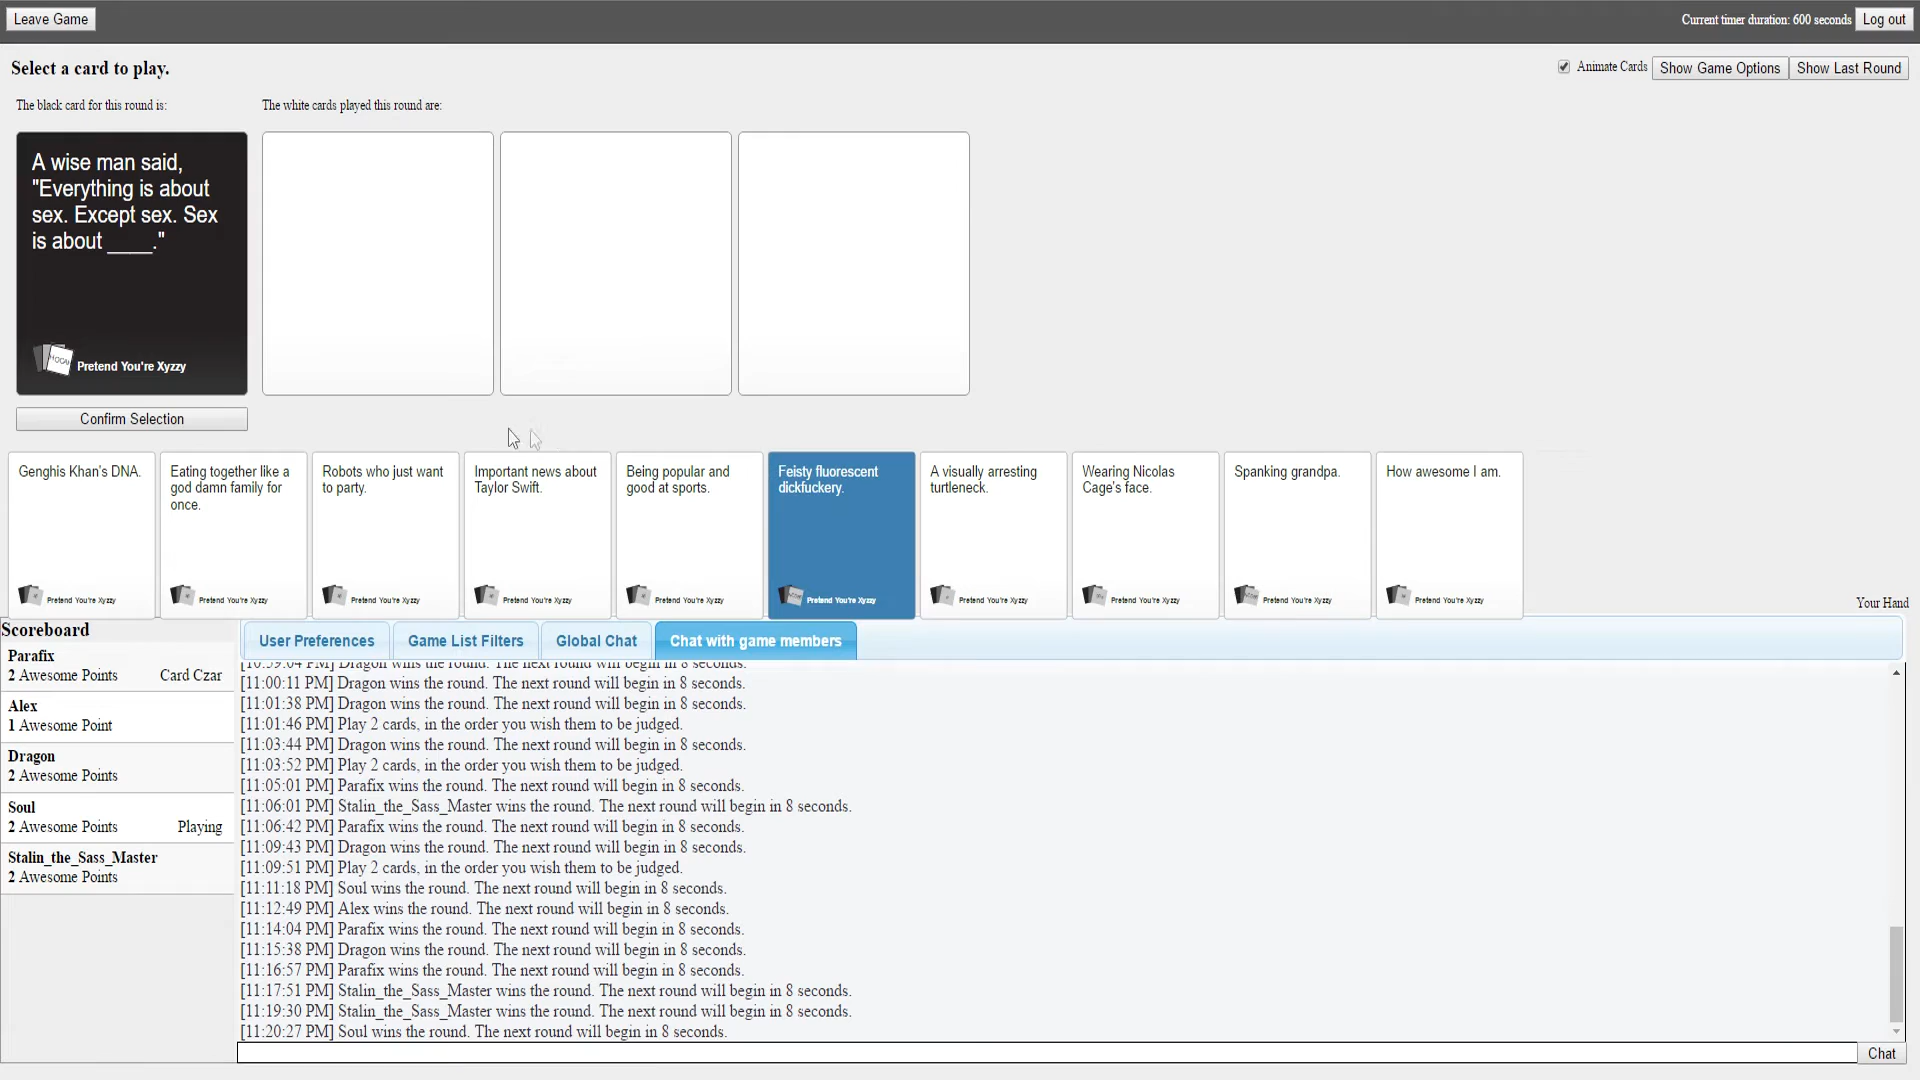 Leave Game
Current timer duration: 600 seconds
Log out
Select a card to play.
Animate Cards
Show Game Options
Show Last Round
The black card for this round is:
The white cards played this round are:
A wise man said,
"Everything is about
sex. Except sex. Sex
is about ____."
Pretend You're Xyzzy
Confirm Selection
Genghis Khan's DNA.
Pretend You're Xyzzy
Eating together like a
god damn family for
once.
Pretend You're Xyzzy
Robots who just want
to party.
Pretend You're Xyzzy
Important news about
Taylor Swift.
Pretend You're Xyzzy
Being popular and
good at sports.
Pretend You're Xyzzy
Feisty fluorescent
dickfuckery.
Pretend You're Xyzzy
A visually arresting
turtleneck.
Pretend You're Xyzzy
Wearing Nicolas
Cage's face.
Pretend You're Xyzzy
Spanking grandpa.
Pretend You're Xyzzy
How awesome I am.
Pretend You're Xyzzy
Your Hand
Scoreboard
Parafix
2 Awesome Points Card Czar
Alex
1 Awesome Point
Dragon
2 Awesome Points
Soul
2 Awesome Points Playing
Stalin_the_Sass_Master
2 Awesome Points
User Preferences
Game List Filters
Global Chat
Chat with game members
[10:59:04 PM] Dragon wins the round. The next round will begin in 8 seconds.
[11:00:11 PM] Dragon wins the round. The next round will begin in 8 seconds.
[11:01:38 PM] Dragon wins the round. The next round will begin in 8 seconds.
[11:01:46 PM] Play 2 cards, in the order you wish them to be judged.
[11:03:44 PM] Dragon wins the round. The next round will begin in 8 seconds.
[11:03:52 PM] Play 2 cards, in the order you wish them to be judged.
[11:05:01 PM] Parafix wins the round. The next round will begin in 8 seconds.
[11:06:01 PM] Stalin_the_Sass_Master wins the round. The next round will begin in 8 seconds.
[11:06:42 PM] Parafix wins the round. The next round will begin in 8 seconds.
[11:09:43 PM] Dragon wins the round. The next round will begin in 8 seconds.
[11:09:51 PM] Play 2 cards, in the order you wish them to be judged.
[11:11:18 PM] Soul wins the round. The next round will begin in 8 seconds.
[11:12:49 PM] Alex wins the round. The next round will begin in 8 seconds.
[11:14:04 PM] Parafix wins the round. The next round will begin in 8 seconds.
[11:15:38 PM] Dragon wins the round. The next round will begin in 8 seconds.
[11:16:57 PM] Parafix wins the round. The next round will begin in 8 seconds.
[11:17:51 PM] Stalin_the_Sass_Master wins the round. The next round will begin in 8 seconds.
[11:19:30 PM] Stalin_the_Sass_Master wins the round. The next round will begin in 8 seconds.
[11:20:27 PM] Soul wins the round. The next round will begin in 8 seconds.
Chat